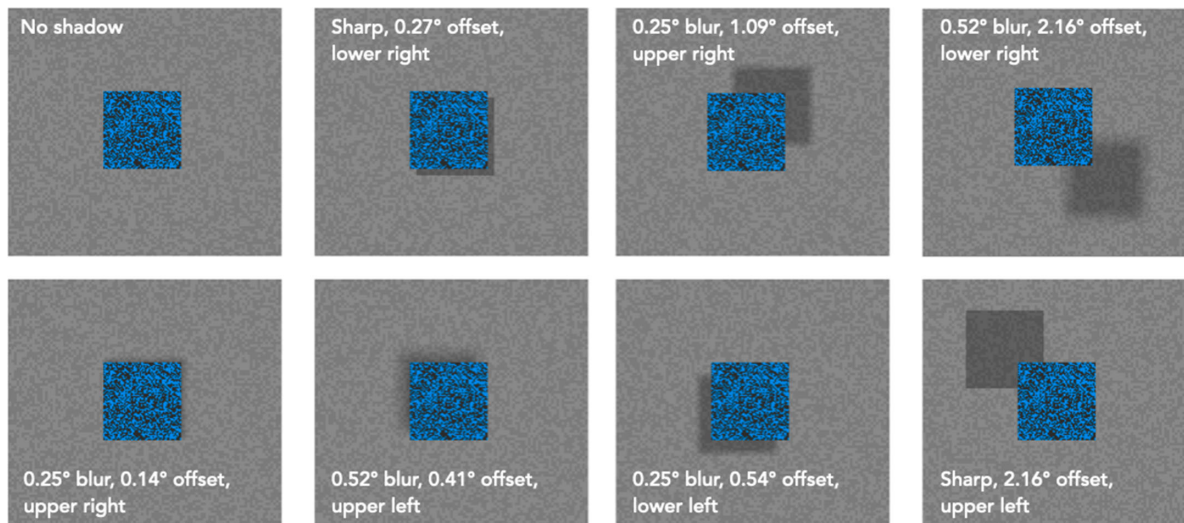 No shadow
Sharp, 0.27° offset,
lower right
0.25° blur, 1.09° offset,
upper right
0.52° blur, 2.16° offset,
lower right
0.25° blur, 0.14° offset,
upper right
0.52° blur, 0.41° offset,
upper left
0.25° blur, 0.54° offset,
lower left
Sharp, 2.16° offset,
upper left